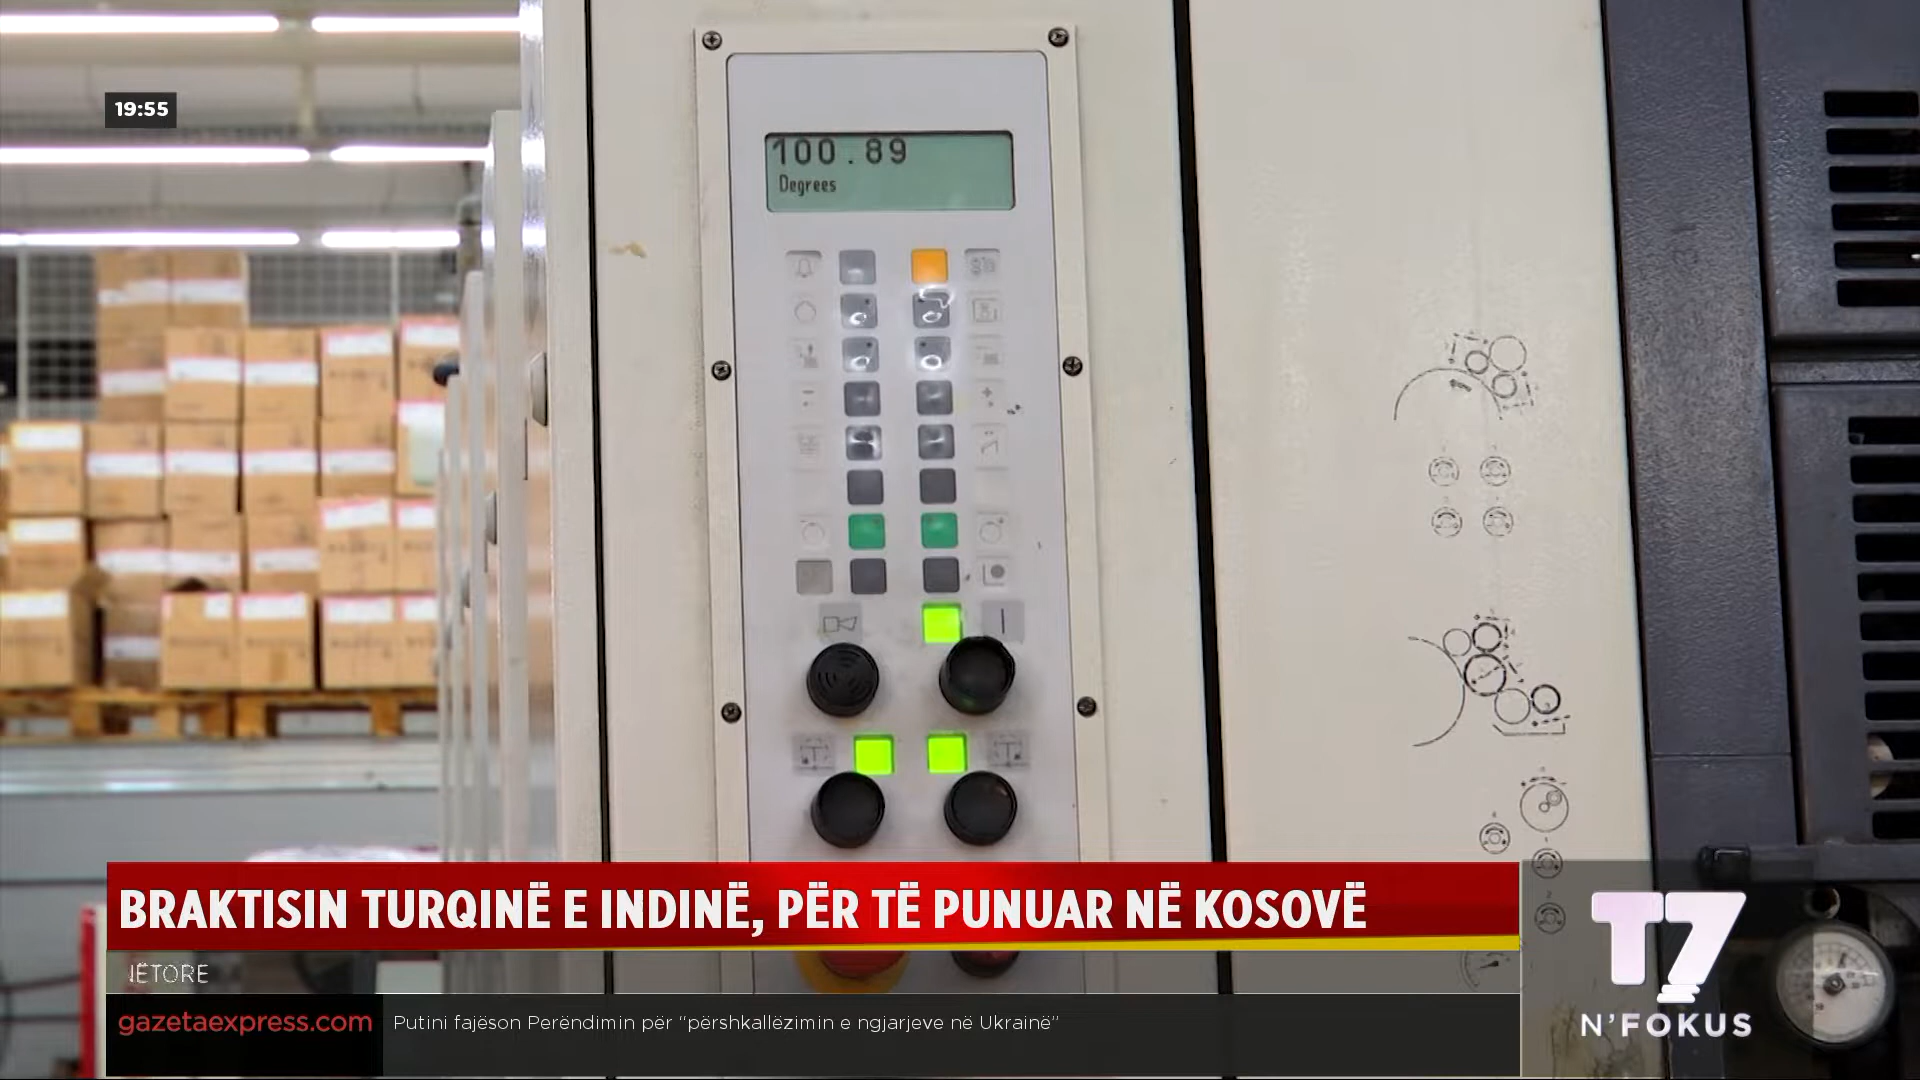 19:55
100.89
Degrees
BRAKTISIN TURQINË E INDINË, PËR TË PUNUAR NË KOSOVË
gazetaexpress.com
Putini fajëson Perëndimin për “përshkallëzimin e ngjarjeve në Ukrainë”
T7
N'FOKUS